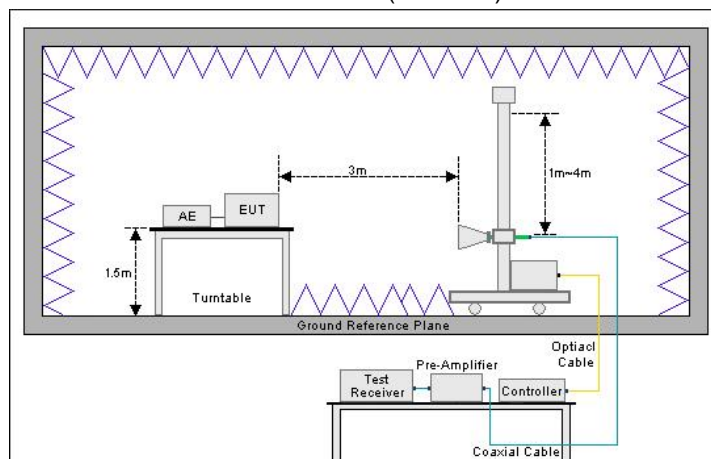 3m
1m~4m
AE
EUT
1.5m
Turntable
Ground Reference Plane
Optiacl
Cable
Pre-Amplifier
Test
Receiver
Controller
Coaxial Cable